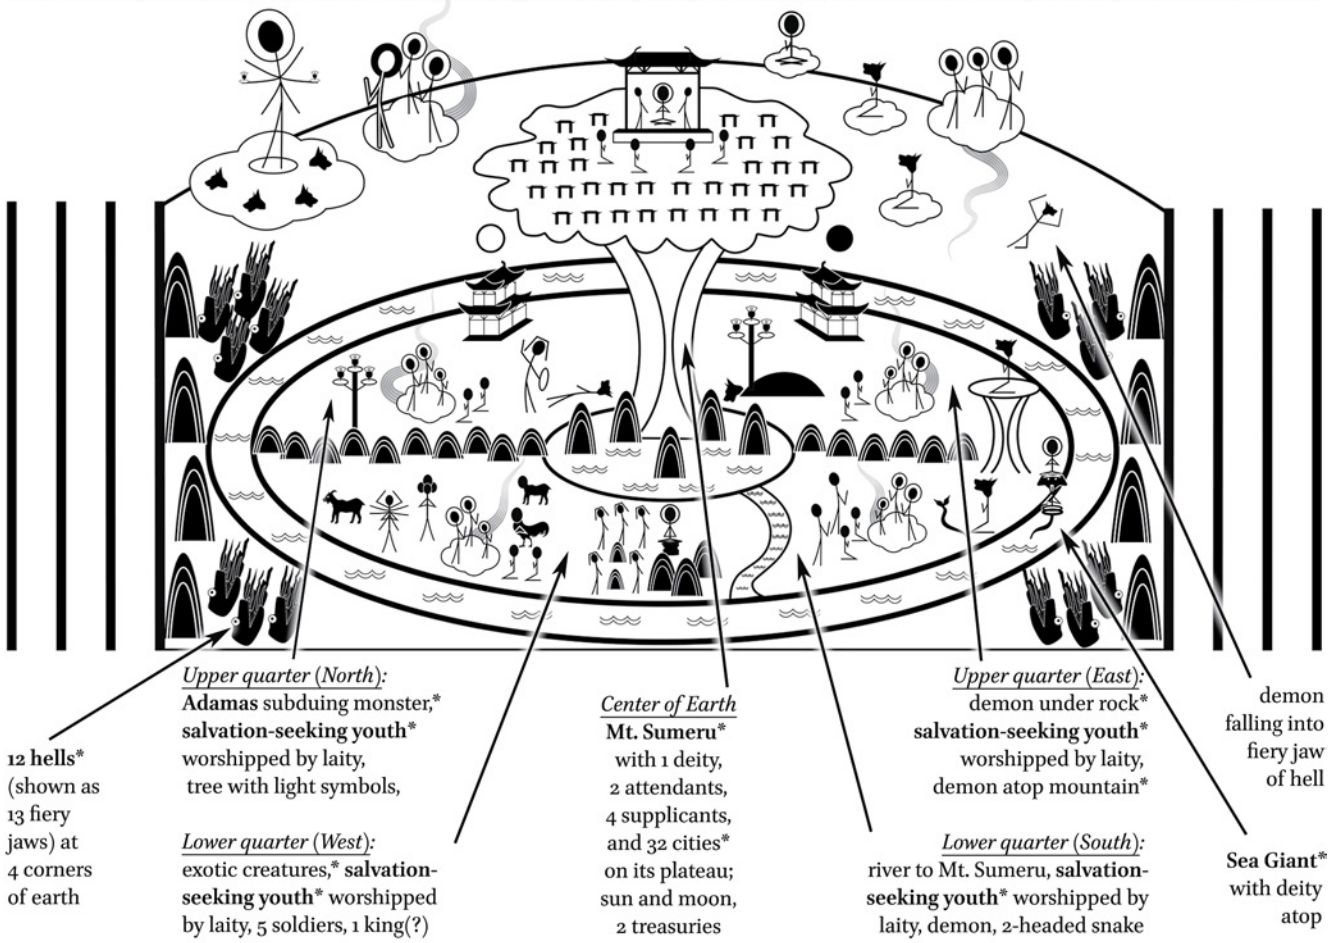 Upper quarter (North):
Adamas subduing monster,*
salvation-seeking youth*
worshipped by laity,
tree with light symbols,
12 hells*
(shown as
13 fiery
jaws) at
4 corners
of earth
Lower quarter (West):
exotic creatures,* salvation-
seeking youth* worshipped
by laity, 5 soldiers, 1 king(?)
Center of Earth
Mt. Sumeru*
with 1 deity,
2 attendants,
4 supplicants,
and 32 cities*
on its plateau;
sun and moon,
2 treasuries
Upper quarter (East):
demon under rock*
salvation-seeking youth*
worshipped by laity,
demon atop mountain*
Lower quarter (South):
river to Mt. Sumeru, salvation-
seeking youth* worshipped by
laity, demon, 2-headed snake
demon
falling into
fiery jaw
of hell
Sea Giant*
with deity
atop